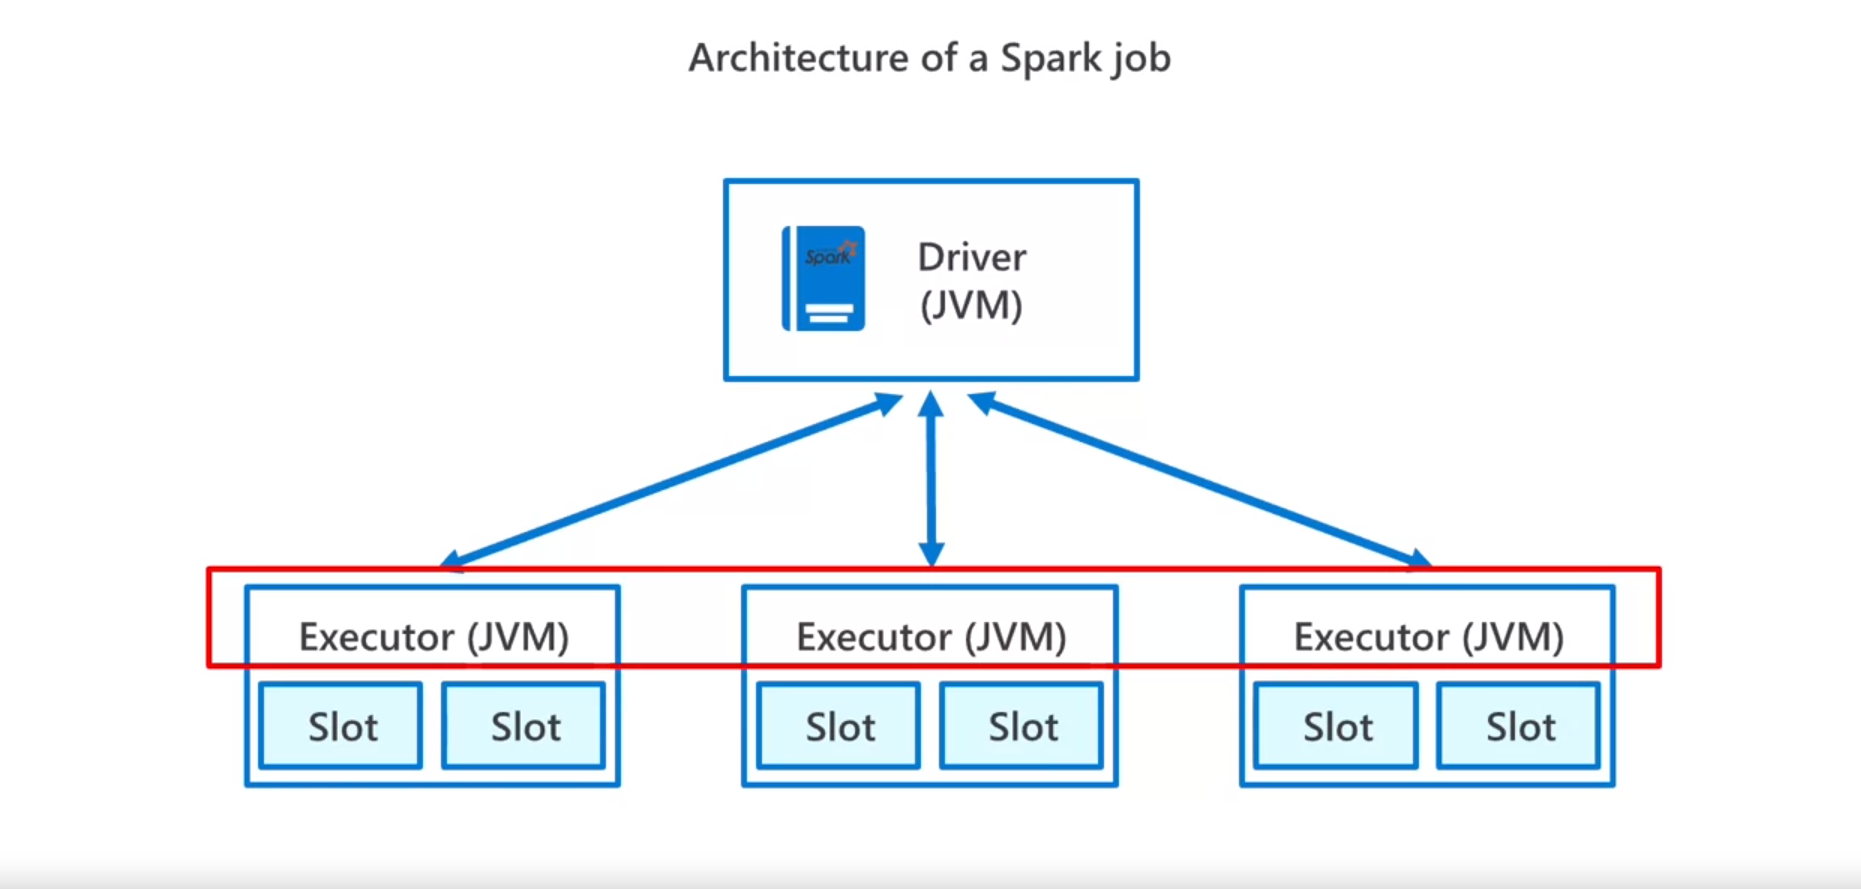 Architecture of a Spark job
Spark
Driver
(JVM)
Executor (JVM)
Executor (JVM)
Executor (JVM)
Slot
Slot
Slot
Slot
Slot
Slot